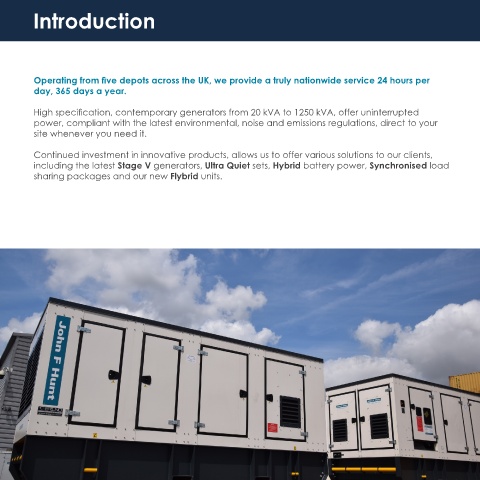 Introduction
Operating from five depots across the UK, we provide a truly nationwide service 24 hours per
day, 365 days a year.
High specification, contemporary generators from 20 kVA to 1250 kVA, offer uninterrupted
power, compliant with the latest environmental, noise and emissions regulations, direct to your
site whenever you need it.
Continued investment in innovative products, allows us to offer various solutions to our clients,
including the latest Stage V generators, Ultra Quiet sets, Hybrid battery power, Synchronised load
sharing packages and our new Flybrid units.
John F Hunt